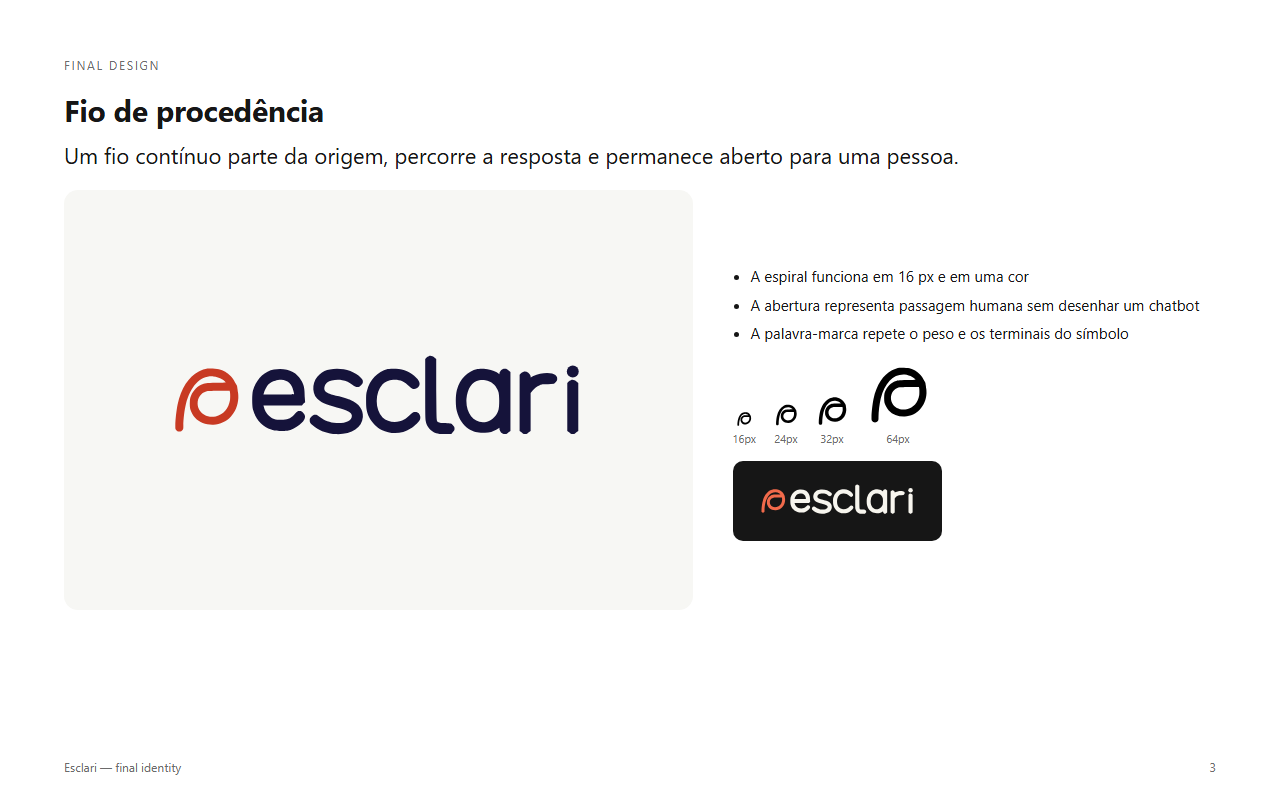 FINAL DESIGN
Fio de procedência
Um fio contínuo parte da origem, percorre a resposta e permanece aberto para uma pessoa.
esclari
• A espiral funciona em 16 px e em uma cor
• A abertura representa passagem humana sem desenhar um chatbot
• A palavra-marca repete o peso e os terminais do símbolo
16px 24px 32px 64px
esclari
Esclari — final identity 3